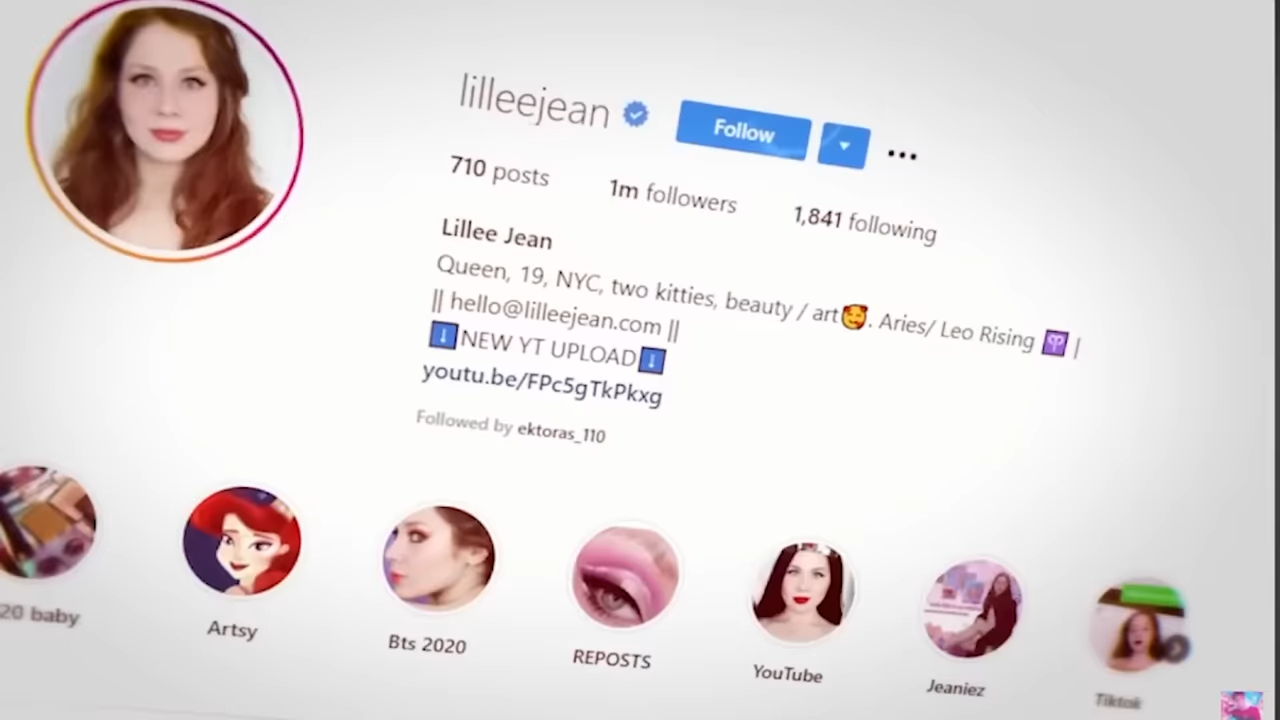 lilleejean Follow
710 posts 1m followers 1,841 following
Lillee Jean
Queen, 19, NYC, two kitties, beauty / art🥰. Aries/ Leo Rising ♈ |
|| hello@lilleejean.com ||
⬇️NEW YT UPLOAD⬇️
youtu.be/FPc5gTkPkxg
Followed by ektoras_110
20 baby Artsy Bts 2020 REPOSTS YouTube Jeaniez Tiktok